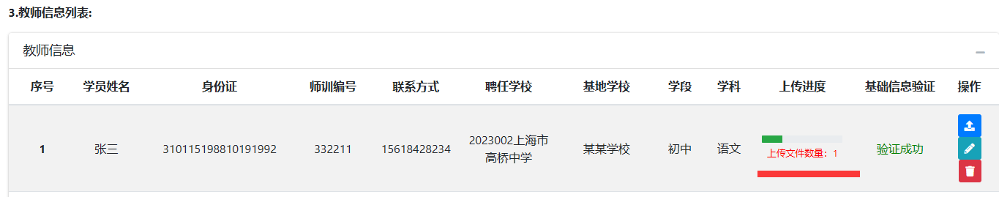 3.教师信息列表:
教师信息
序号 学员姓名 身份证 师训编号 联系方式 聘任学校 基地学校 学段 学科 上传进度 基础信息验证 操作
1 张三 310115198810191992 332211 15618428234 2023002上海市 某某学校 初中 语文 验证成功
高桥中学
上传文件数量：1